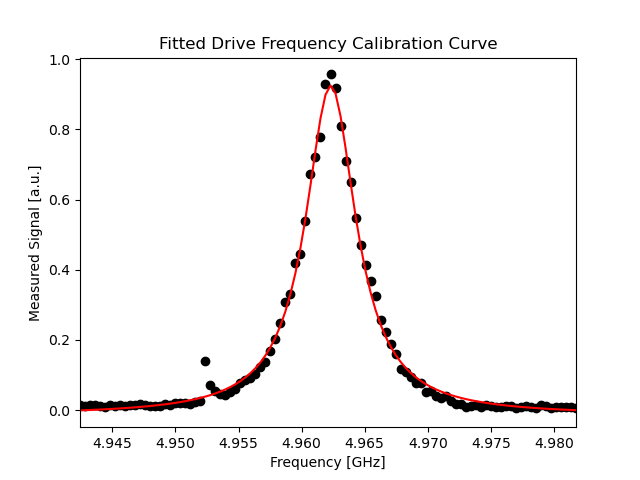 Fitted Drive Frequency Calibration Curve
Measured Signal [a.u.]
1.0
0.8
0.6
0.4
0.2
0.0
4.945 4.950 4.955 4.960 4.965 4.970 4.975 4.980
Frequency [GHz]